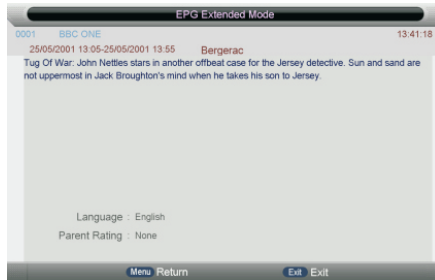 EPG Extended Mode
0001 BBC ONE 13:41:18
25/05/2001 13:05-25/05/2001 13:55 Bergerac
Tug Of War: John Nettles stars in another offbeat case for the Jersey detective. Sun and sand are
not uppermost in Jack Broughton's mind when he takes his son to Jersey.
Language : English
Parent Rating : None
Menu Return Exit Exit